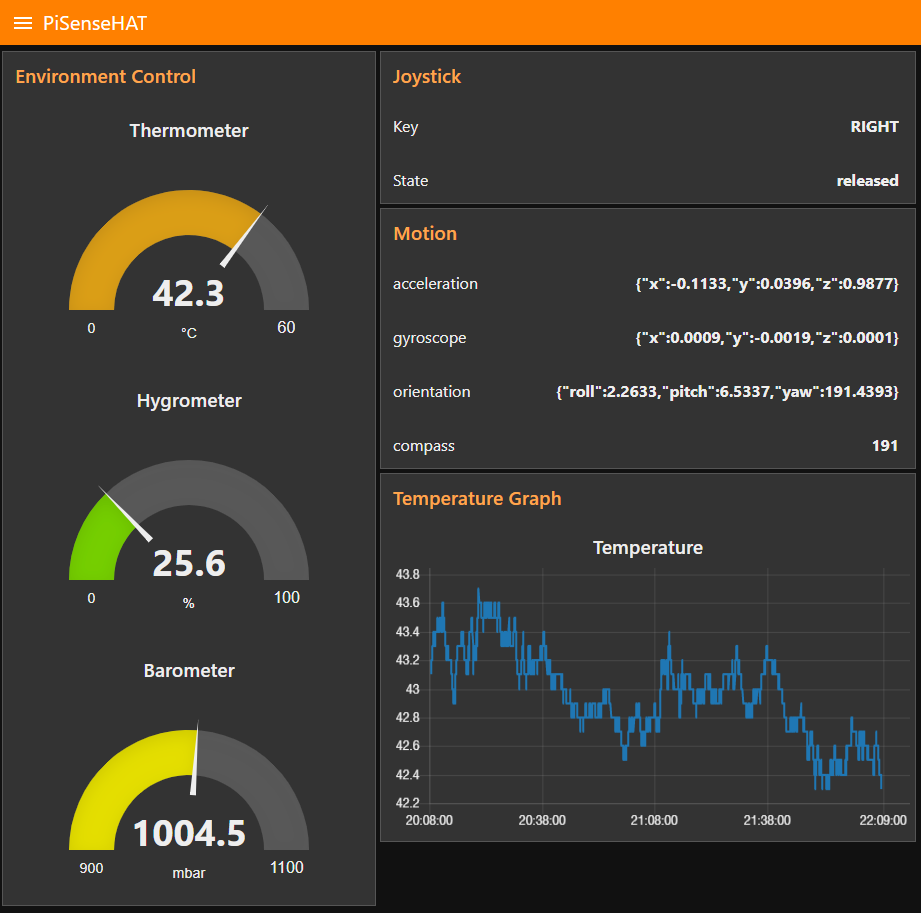 PiSenseHAT
Environment Control
Thermometer
42.3
0 °C 60
Hygrometer
25.6
0 % 100
Barometer
1004.5
900 mbar 1100
Joystick
Key RIGHT
State released
Motion
acceleration {"x":-0.1133,"y":0.0396,"z":0.9877}
gyroscope {"x":0.0009,"y":-0.0019,"z":0.0001}
orientation {"roll":2.2633,"pitch":6.5337,"yaw":191.4393}
compass 191
Temperature Graph
Temperature
43.8
43.6
43.4
43.2
43
42.8
42.6
42.4
42.2
20:08:00 20:38:00 21:08:00 21:38:00 22:09:00